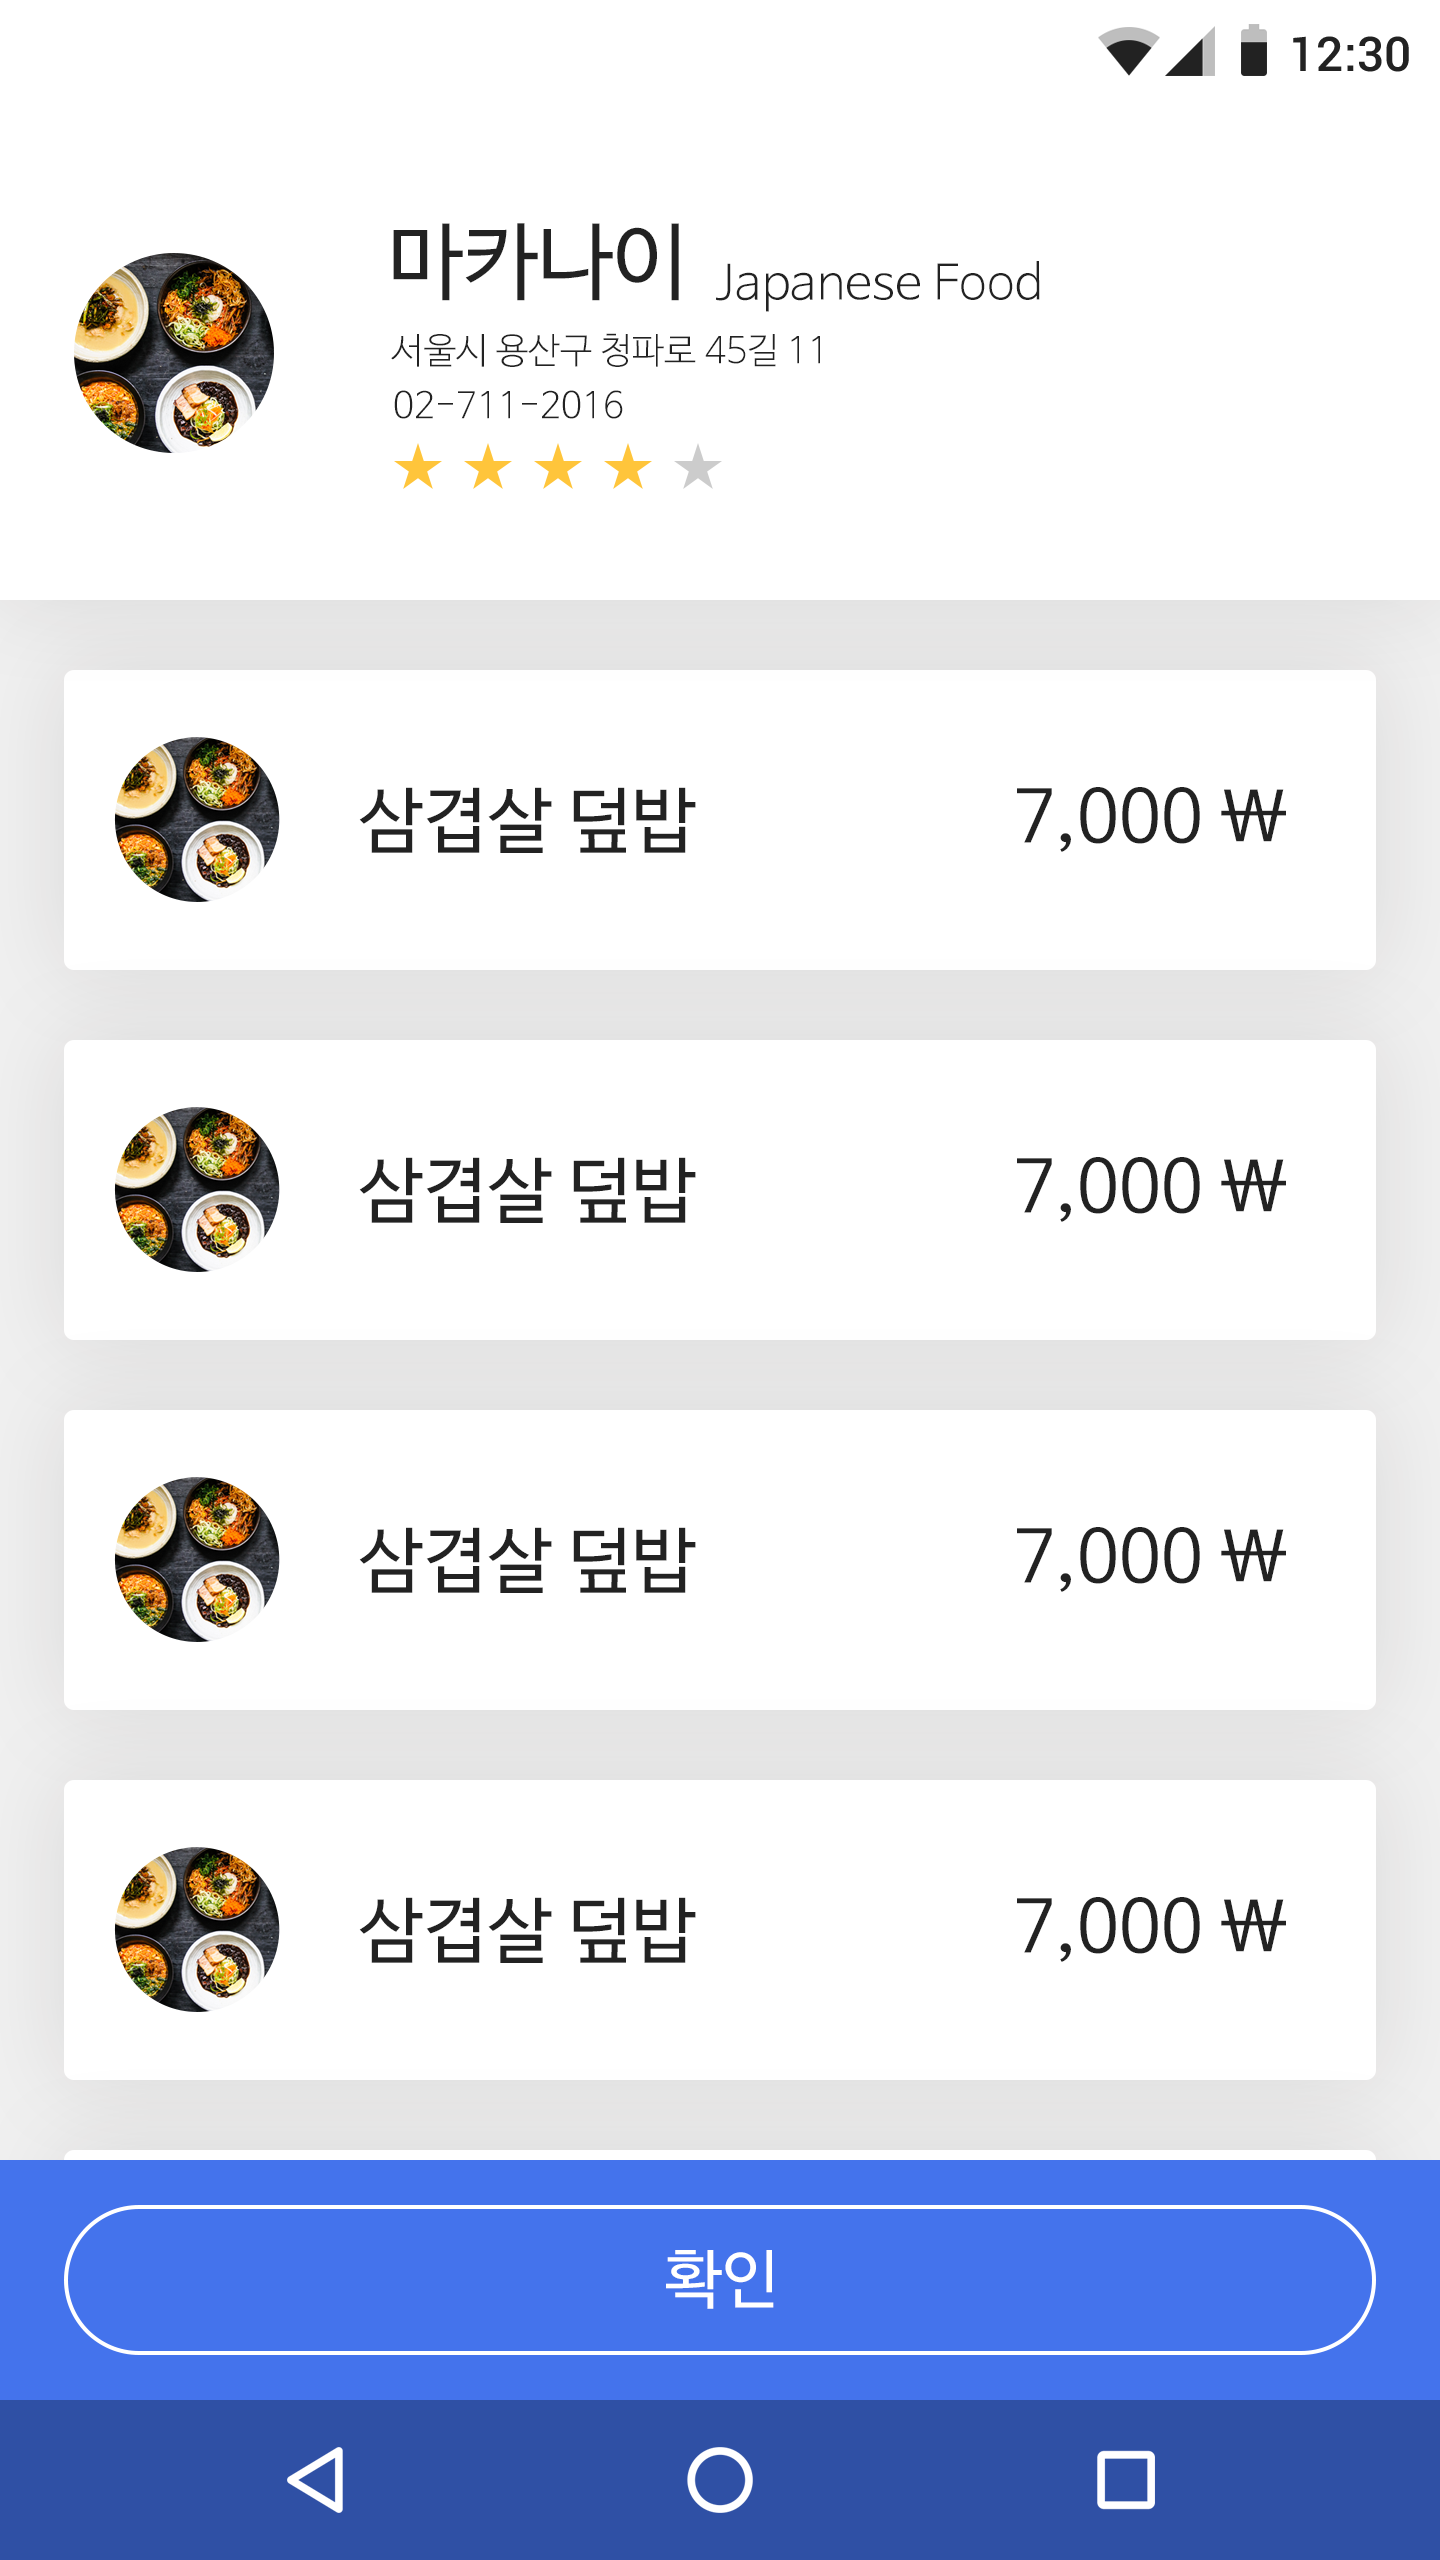 12:30
마카나이 Japanese Food
서울시 용산구 청파로 45길 11
02-711-2016
삼겹살 덮밥 7,000 ₩
삼겹살 덮밥 7,000 ₩
삼겹살 덮밥 7,000 ₩
삼겹살 덮밥 7,000 ₩
확인